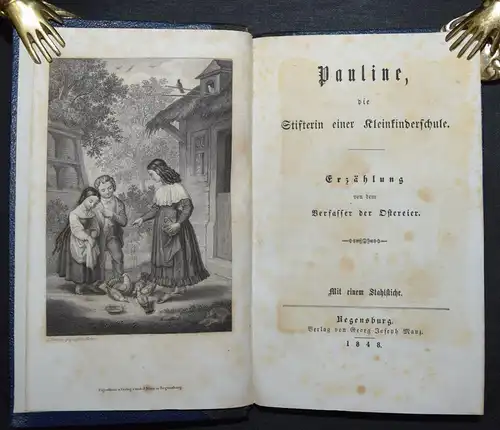 Pauline,
die
Stifterin einer Kleinkinderschule.
Erzählung
von dem
Verfasser der Ostereier.
Mit einem Stahlstiche.
Regensburg.
Verlag von Georg Joseph Manz.
1848.